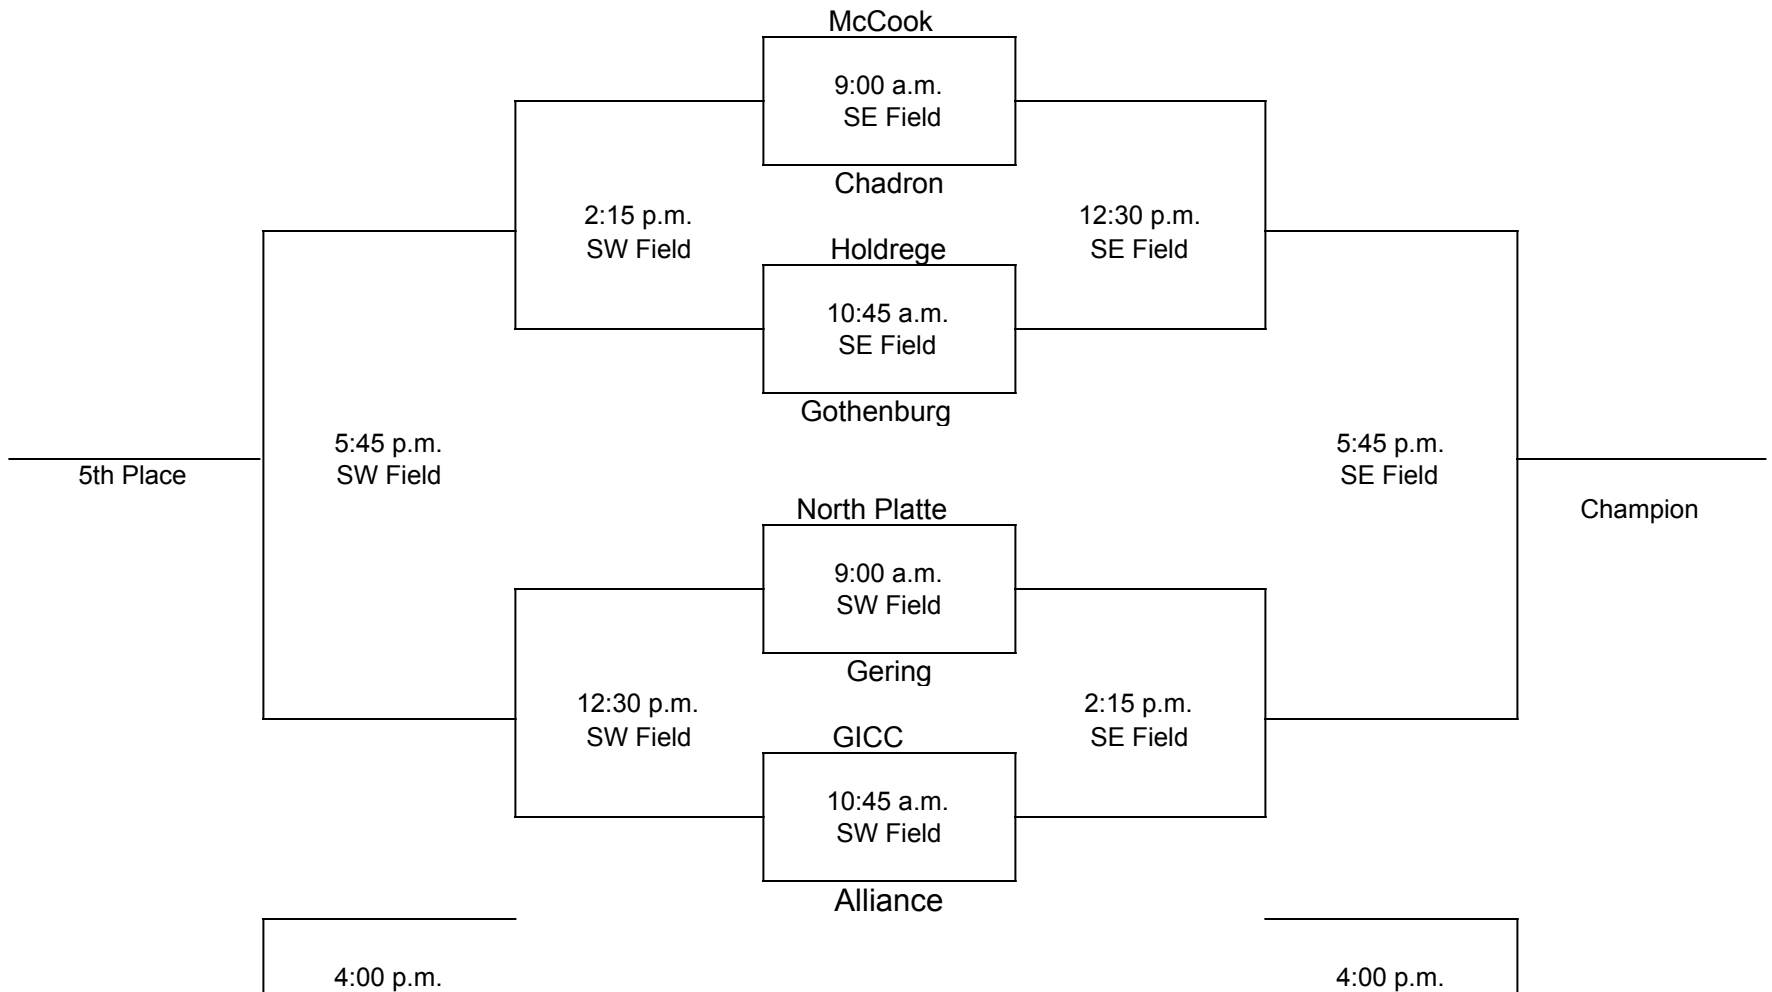 McCook
9:00 a.m.
SE Field
Chadron
2:15 p.m.
SW Field
12:30 p.m.
SE Field
Holdrege
10:45 a.m.
SE Field
Gothenburg
5:45 p.m.
SW Field
5th Place
5:45 p.m.
SE Field
Champion
North Platte
9:00 a.m.
SW Field
Gering
12:30 p.m.
SW Field
2:15 p.m.
SE Field
GICC
10:45 a.m.
SW Field
Alliance
4:00 p.m.
4:00 p.m.